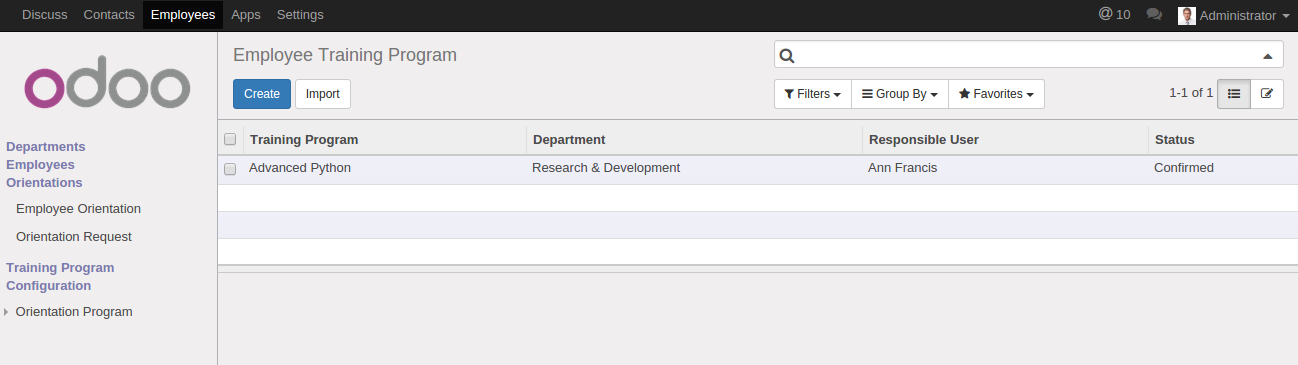 Discuss Contacts Employees Apps Settings @ 10 Administrator
odoo
Employee Training Program
Create Import Filters Group By Favorites 1-1 of 1
Departments
Employees
Orientations
Employee Orientation
Orientation Request
Training Program
Configuration
Orientation Program
Training Program Department Responsible User Status
Advanced Python Research & Development Ann Francis Confirmed